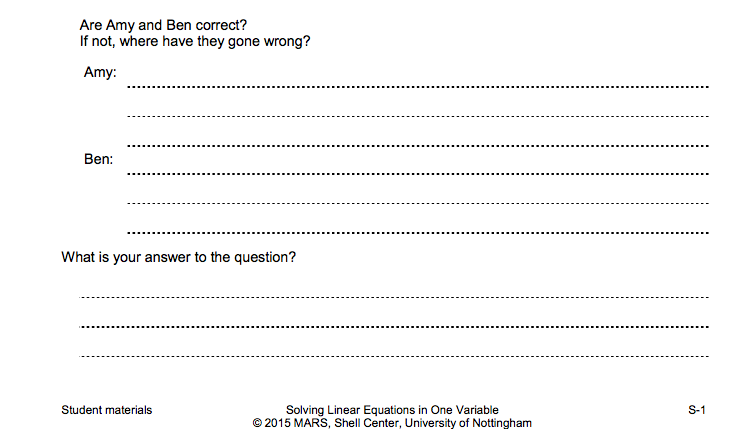 Are Amy and Ben correct?
If not, where have they gone wrong?
Amy:
Ben:
What is your answer to the question?
Student materials Solving Linear Equations in One Variable S-1
© 2015 MARS, Shell Center, University of Nottingham